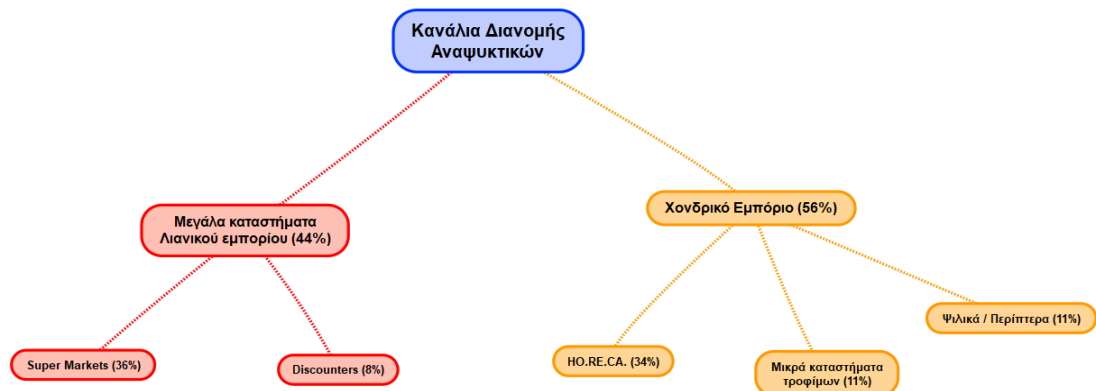 Κανάλια Διανομής
Αναψυκτικών
Μεγάλα καταστήματα
Λιανικού εμπορίου (44%)
Χονδρικό Εμπόριο (56%)
Super Markets (36%)
Discounters (8%)
HO.RE.CA. (34%)
Μικρά καταστήματα
τροφίμων (11%)
Ψιλικά / Περίπτερα (11%)